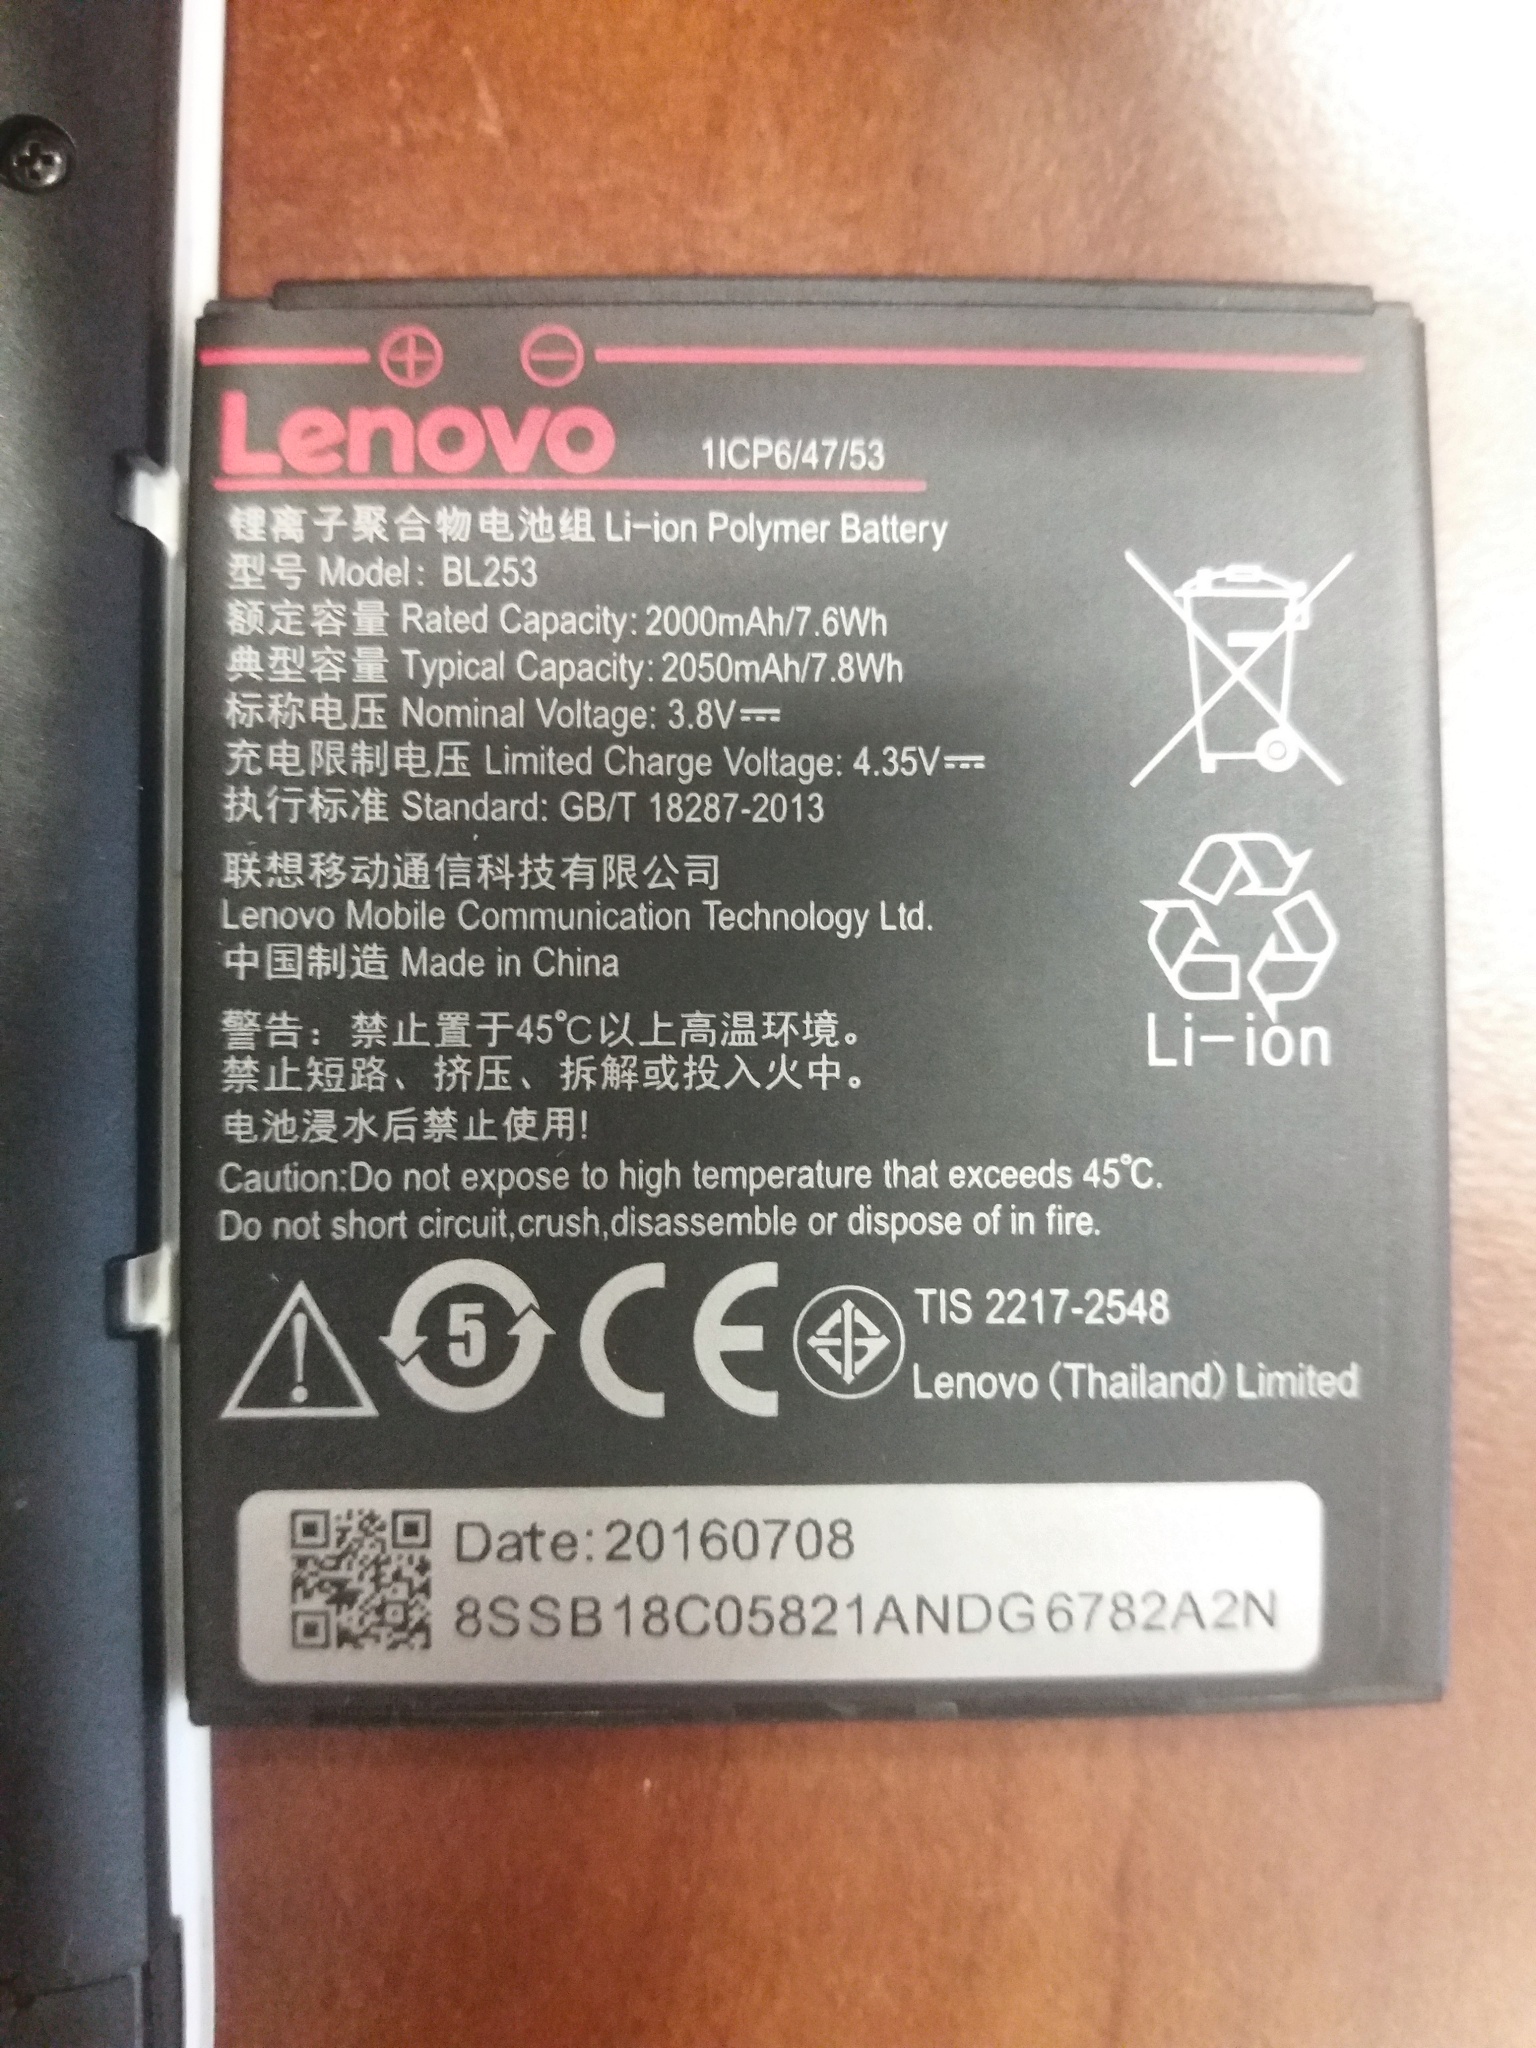 Lenovo 1ICP6/47/53
锂离子聚合物电池组 Li-ion Polymer Battery
型号 Model: BL253
额定容量 Rated Capacity: 2000mAh/7.6Wh
典型容量 Typical Capacity: 2050mAh/7.8Wh
标称电压 Nominal Voltage: 3.8V⎓
充电限制电压 Limited Charge Voltage: 4.35V⎓
执行标准 Standard: GB/T 18287-2013
联想移动通信科技有限公司
Lenovo Mobile Communication Technology Ltd.
中国制造 Made in China
Li-ion
警告：禁止置于45℃以上高温环境。
禁止短路、挤压、拆解或投入火中。
电池浸水后禁止使用!
Caution:Do not expose to high temperature that exceeds 45℃.
Do not short circuit,crush,disassemble or dispose of in fire.
5 CE TIS 2217-2548
Lenovo (Thailand) Limited
Date:20160708
8SSB18C05821ANDG6782A2N